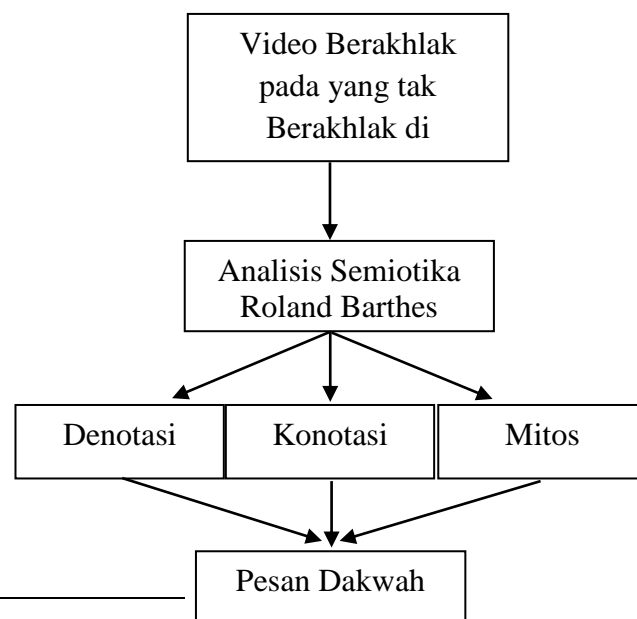 Video Berakhlak
pada yang tak
Berakhlak di
Analisis Semiotika
Roland Barthes
Denotasi
Konotasi
Mitos
Pesan Dakwah